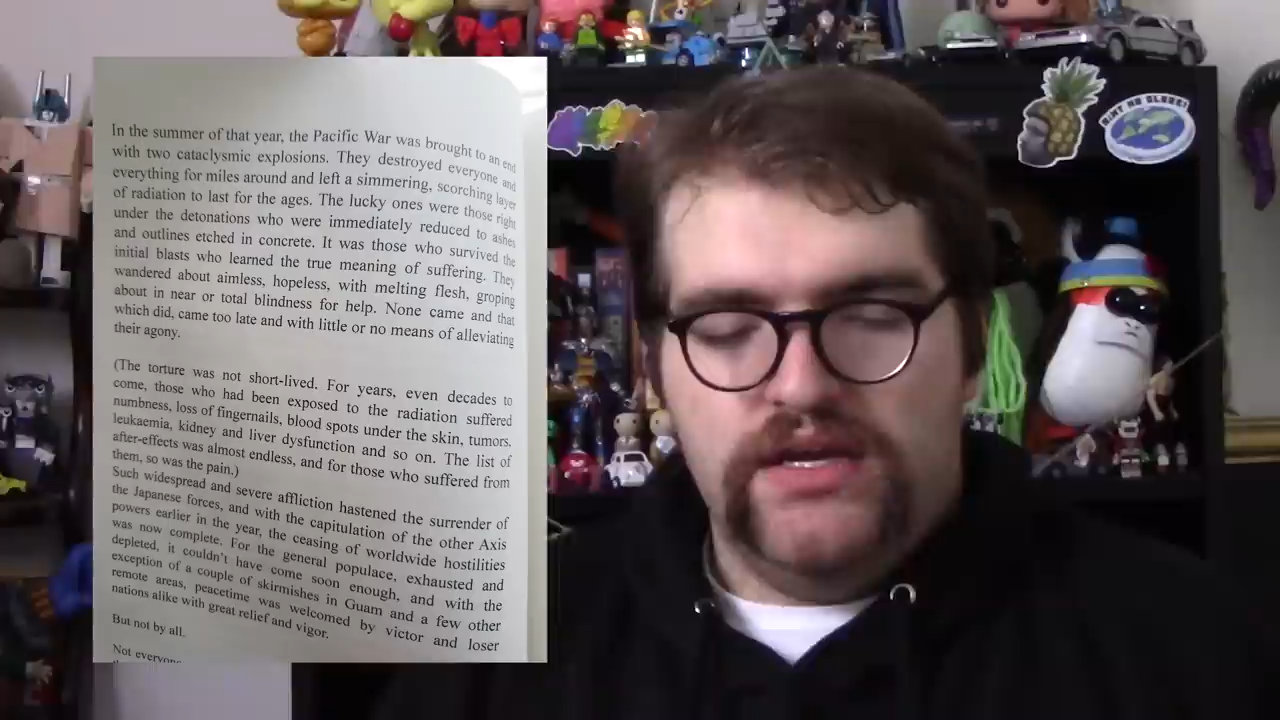 In the summer of that year, the Pacific War was brought to an end
with two cataclysmic explosions. They destroyed everyone and
everything for miles around and left a simmering, scorching layer
of radiation to last for the ages. The lucky ones were those right
under the detonations who were immediately reduced to ashes
and outlines etched in concrete. It was those who survived the
initial blasts who learned the true meaning of suffering. They
wandered about aimless, hopeless, with melting flesh, groping
about in near or total blindness for help. None came and that
which did, came too late and with little or no means of alleviating
their agony.
(The torture was not short-lived. For years, even decades to
come, those who had been exposed to the radiation suffered
numbness, loss of fingernails, blood spots under the skin, tumors.
leukaemia, kidney and liver dysfunction and so on. The list of
after-effects was almost endless, and for those who suffered from
them, so was the pain.)
Such widespread and severe affliction hastened the surrender of
the Japanese forces, and with the capitulation of the other Axis
powers earlier in the year, the ceasing of worldwide hostilities
was now complete. For the general populace, exhausted and
depleted, it couldn't have come soon enough, and with the
exception of a couple of skirmishes in Guam and a few other
remote areas, peacetime was welcomed by victor and loser
nations alike with great relief and vigor.
But not by all.
Not everyone